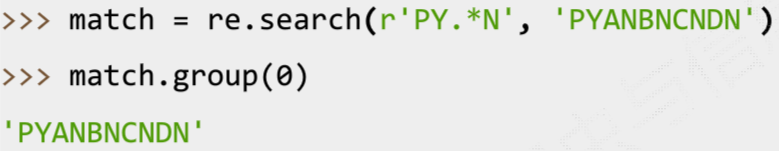 >>> match = re.search(r'PY.*N', 'PYANBNCNDN')
>>> match.group(0)
'PYANBNCNDN'